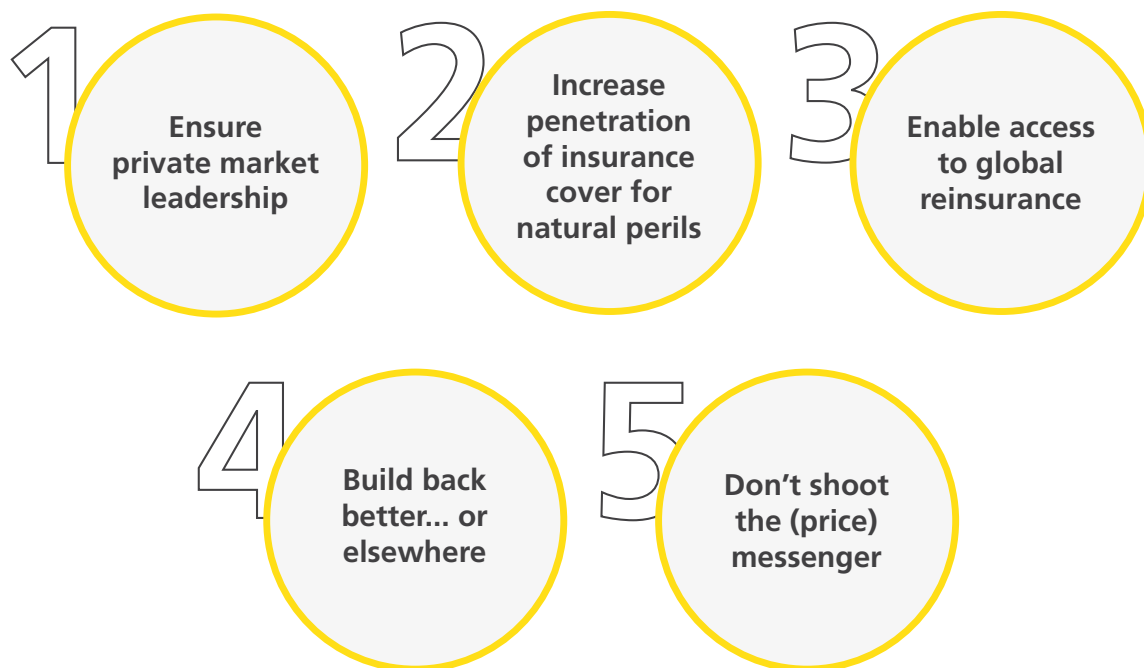 1
Ensure
private market
leadership
2
Increase
penetration
of insurance
cover for
natural perils
3
Enable access
to global
reinsurance
4
Build back
better... or
elsewhere
5
Don’t shoot
the (price)
messenger